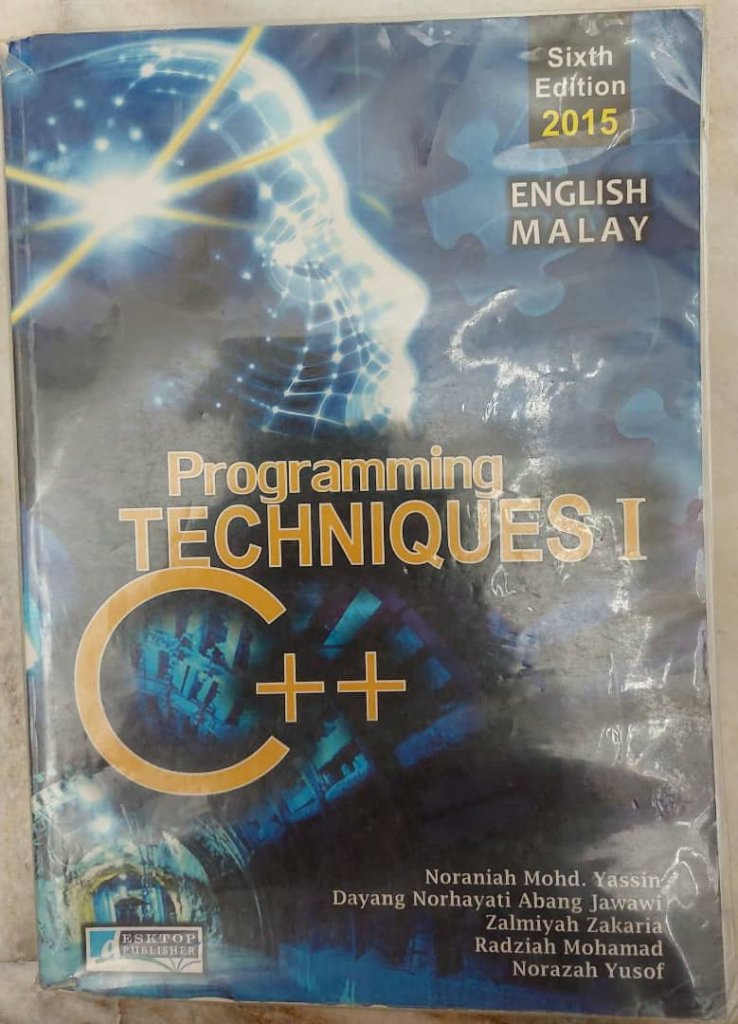 Sixth
Edition
2015
ENGLISH
MALAY
Programming
TECHNIQUES I
C++
Noraniah Mohd. Yassin
Dayang Norhayati Abang Jawawi
Zalmiyah Zakaria
Radziah Mohamad
Norazah Yusof
dESKTOP
PUBLISHER